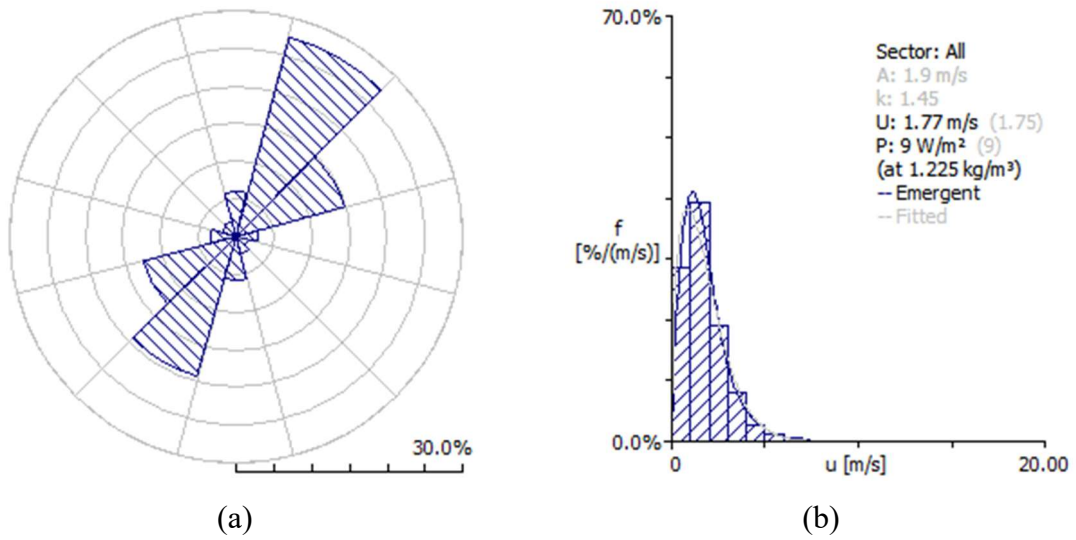 30.0%
(a)
70.0%
f
[%/(m/s)]
0.0%
0
u [m/s]
20.00
Sector: All
A: 1.9 m/s
k: 1.45
U: 1.77 m/s (1.75)
P: 9 W/m² (9)
(at 1.225 kg/m³)
-- Emergent
-- Fitted
(b)